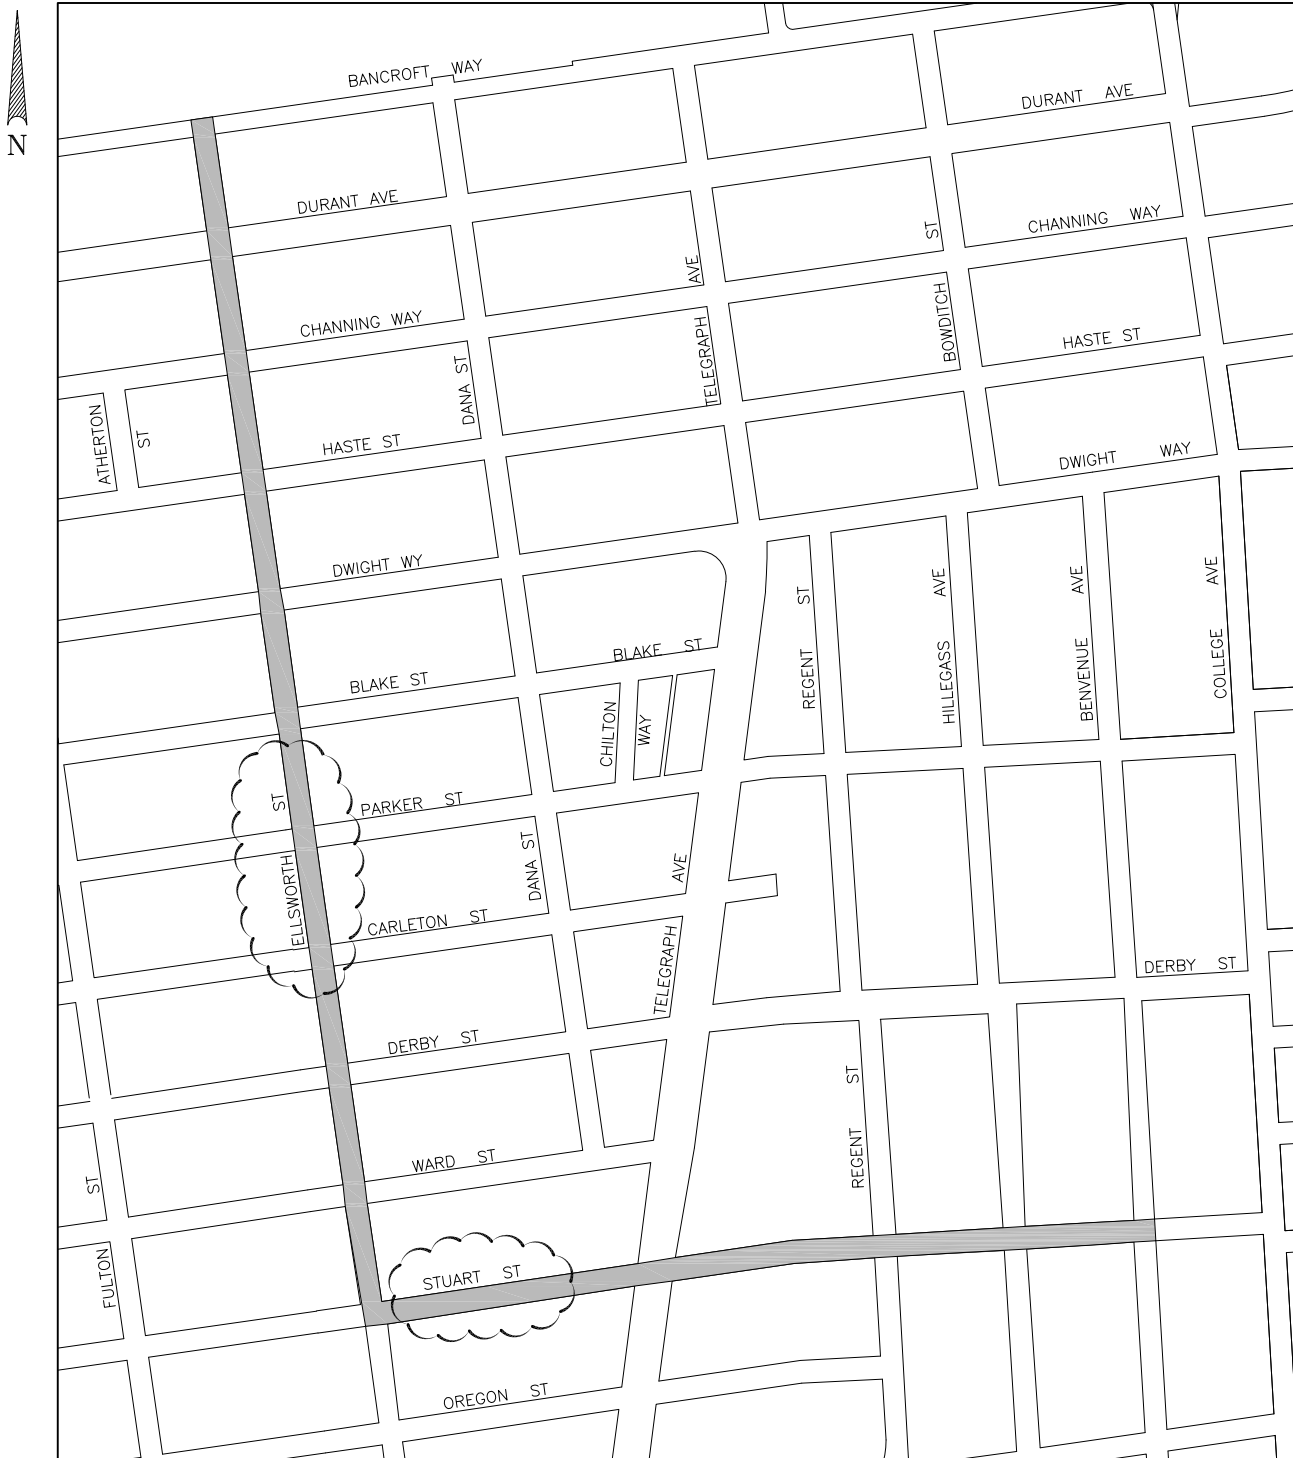 N
BANCROFT WAY
DURANT AVE
DURANT AVE
CHANNING WAY
ST
BOWDITCH
AVE
TELEGRAPH
CHANNING WAY
HASTE ST
DANA ST
ATHERTON
ST
HASTE ST
DWIGHT WAY
DWIGHT WY
REGENT ST
HILLEGASS AVE
BENVENUE AVE
COLLEGE AVE
BLAKE ST
BLAKE ST
CHILTON
WAY
ELLSWORTH ST
PARKER ST
DANA ST
CARLETON ST
TELEGRAPH AVE
DERBY ST
DERBY ST
REGENT ST
WARD ST
FULTON ST
STUART ST
OREGON ST